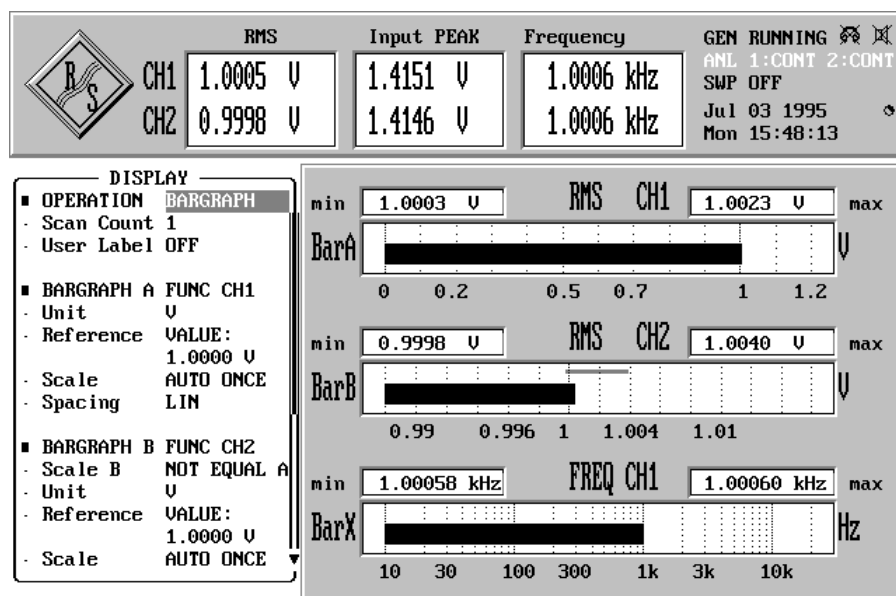 RMS Input PEAK Frequency GEN RUNNING
R S CH1 1.0005 V 1.4151 V 1.0006 kHz ANL 1:CONT 2:CONT
SWP OFF
CH2 0.9998 V 1.4146 V 1.0006 kHz Jul 03 1995
Mon 15:48:13
DISPLAY
OPERATION BARGRAPH
Scan Count 1
User Label OFF
BARGRAPH A FUNC CH1
Unit V
Reference VALUE:
1.0000 V
Scale AUTO ONCE
Spacing LIN
BARGRAPH B FUNC CH2
Scale B NOT EQUAL A
Unit V
Reference VALUE:
1.0000 V
Scale AUTO ONCE
min 1.0003 V RMS CH1 1.0023 V max
BarA V
0 0.2 0.5 0.7 1 1.2
min 0.9998 V RMS CH2 1.0040 V max
BarB V
0.99 0.996 1 1.004 1.01
min 1.00058 kHz FREQ CH1 1.00060 kHz max
BarX Hz
10 30 100 300 1k 3k 10k